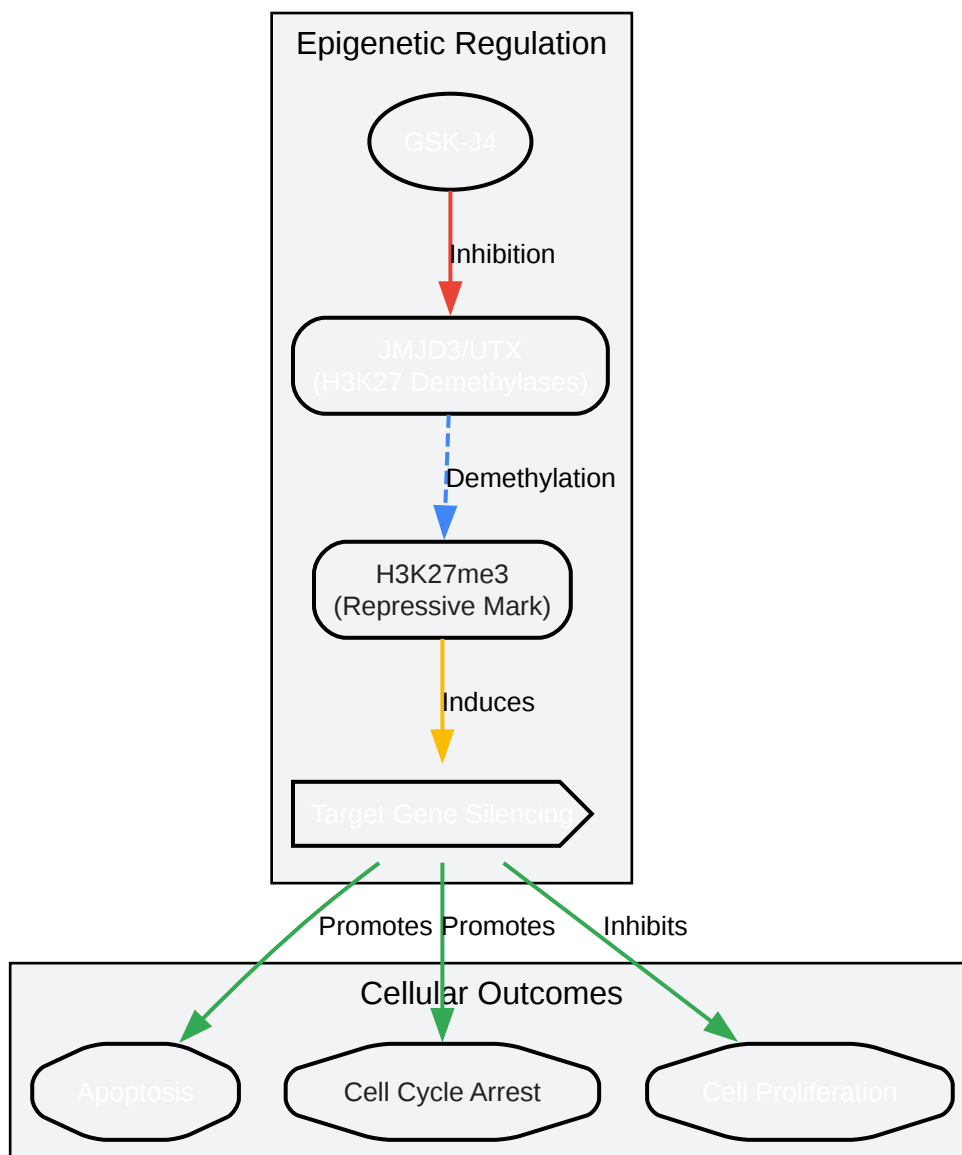 Epigenetic Regulation
GSK-J4
Inhibition
JMJD3/UTX
(H3K27 Demethylases)
Demethylation
H3K27me3
(Repressive Mark)
Induces
Target Gene Silencing
Promotes
Promotes
Inhibits
Cellular Outcomes
Apoptosis
Cell Cycle Arrest
Cell Proliferation